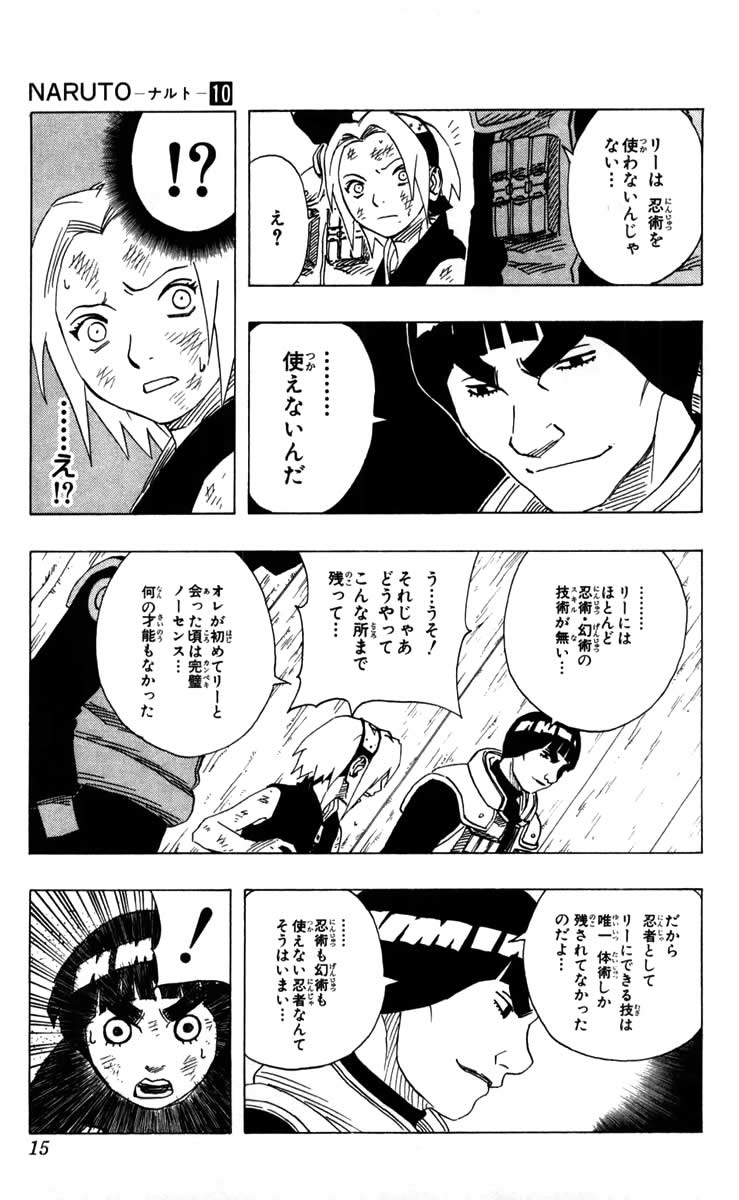 NARUTO―ナルト―10
リーは 忍術を
使わないんじゃ
ない…
え？
………
使えないんだ
!?
……え!?
リーには
ほとんど
忍術・幻術の
技術が無い…
う…うそ！
それじゃあ
どうやって
こんな所まで
残って…
オレが初めてリーと
会った頃は完璧
ノーセンス…
何の才能もなかった
だから
忍者として
リーにできる技は
唯一 体術しか
残されてなかった
のだよ…
………
忍術も幻術も
使えない忍者なんて
そうはいまい…
！
15